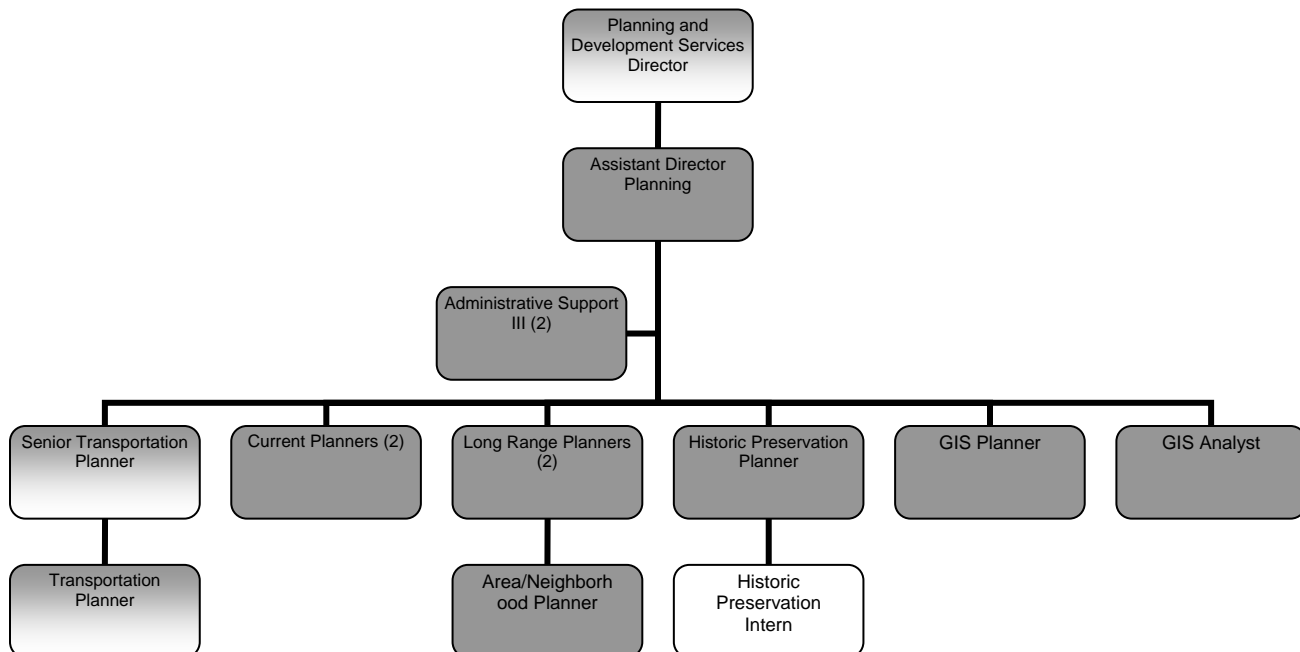 Planning and
Development Services
Director
Assistant Director
Planning
Administrative Support
III (2)
Senior Transportation
Planner
Current Planners (2)
Long Range Planners
(2)
Historic Preservation
Planner
GIS Planner
GIS Analyst
Transportation
Planner
Area/Neighborh
ood Planner
Historic
Preservation
Intern